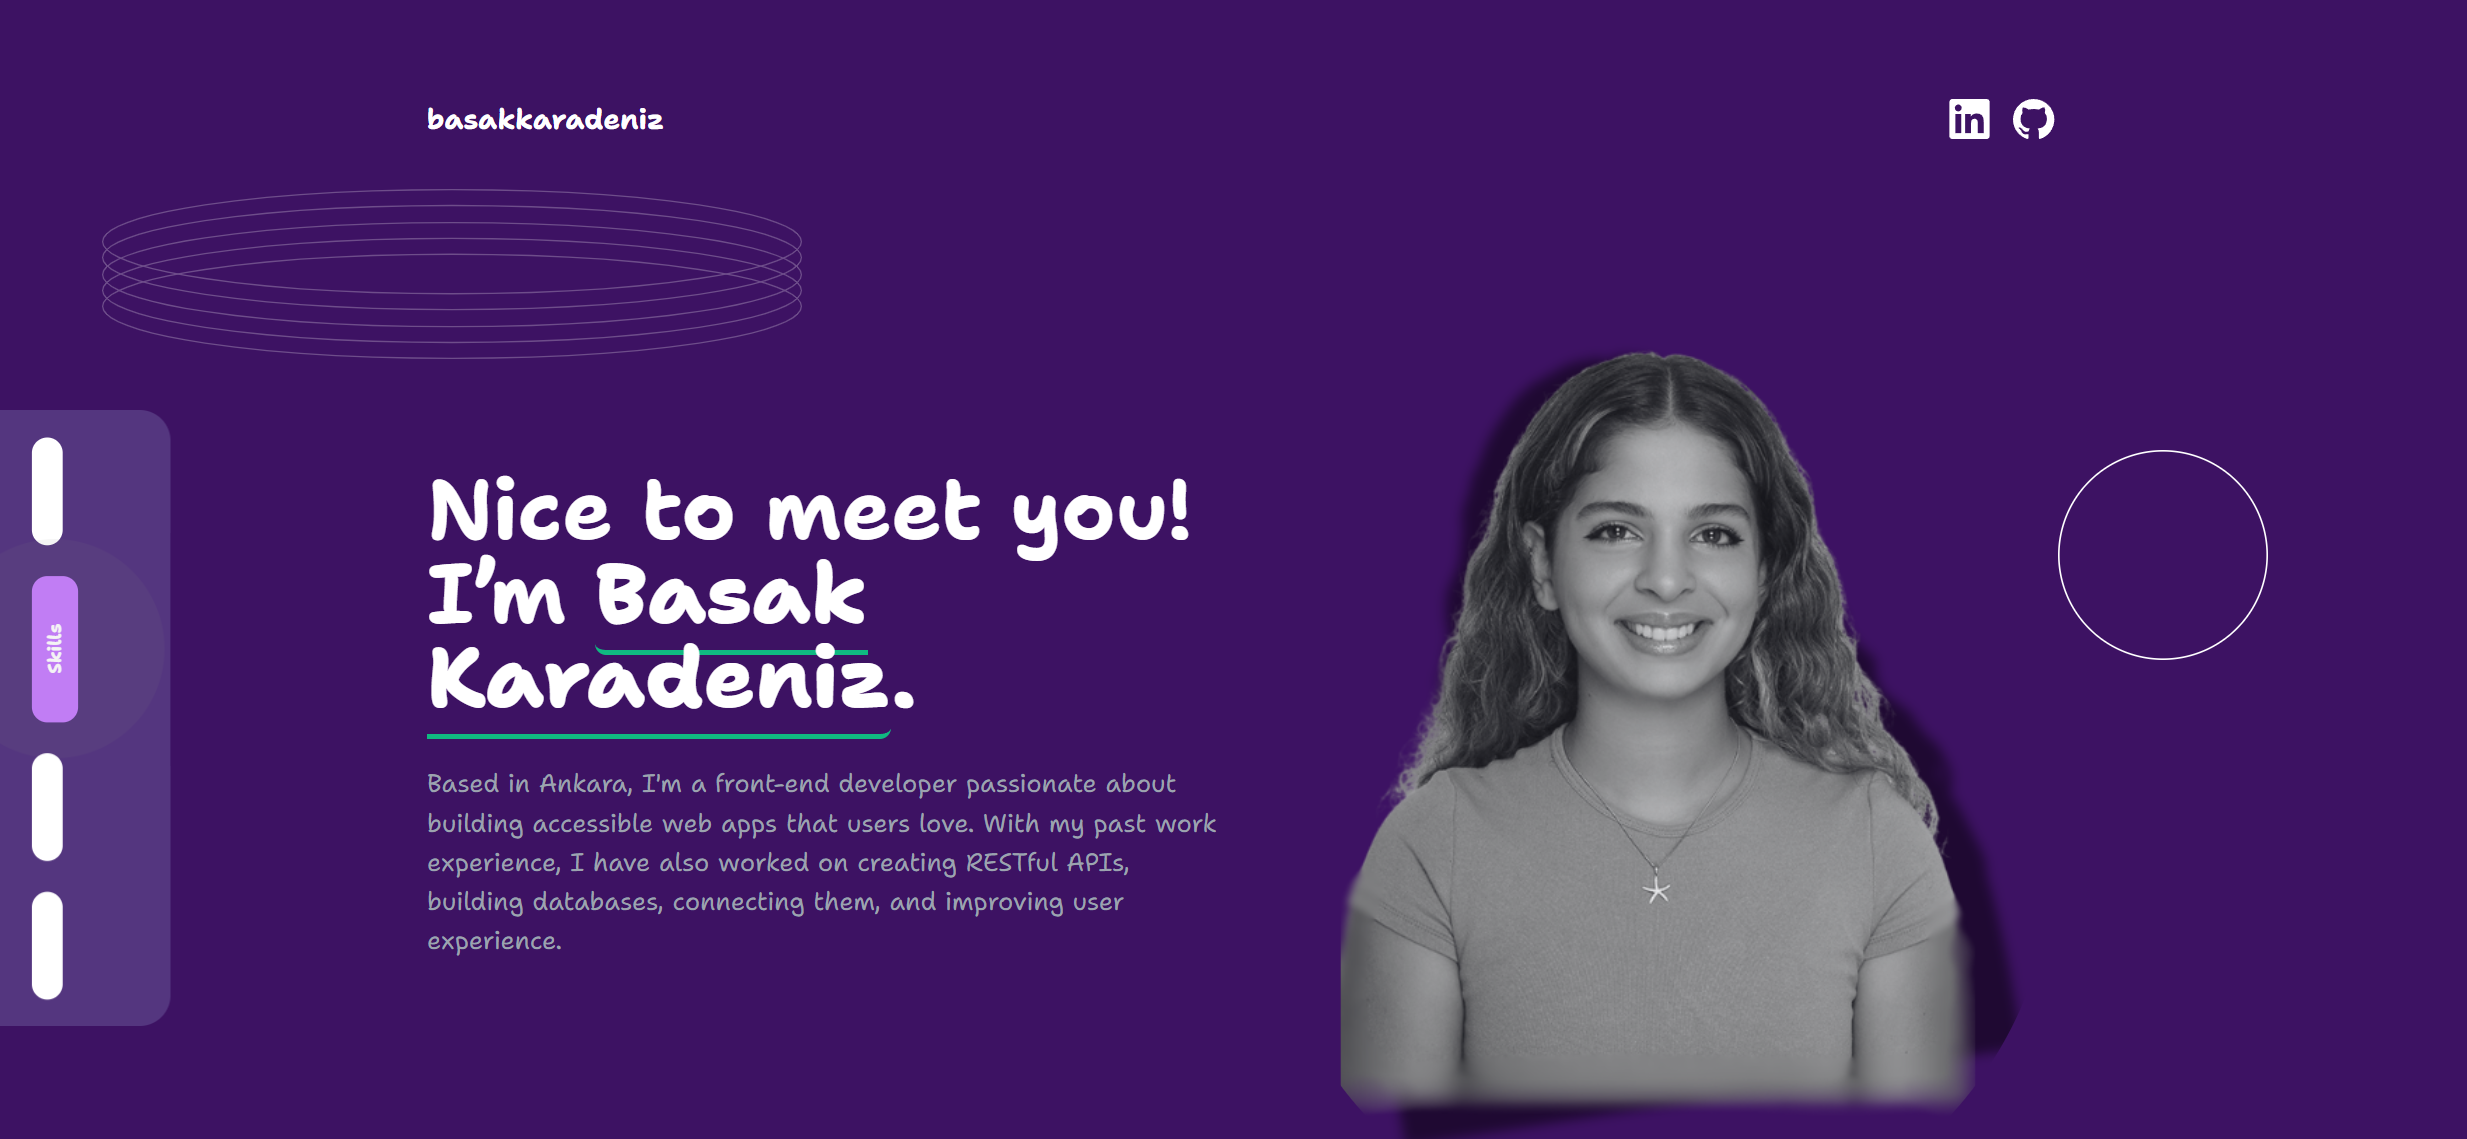 basakkaradeniz
in
Skills
Nice to meet you!
I’m Basak
Karadeniz.
Based in Ankara, I'm a front-end developer passionate about
building accessible web apps that users love. With my past work
experience, I have also worked on creating RESTful APIs,
building databases, connecting them, and improving user
experience.